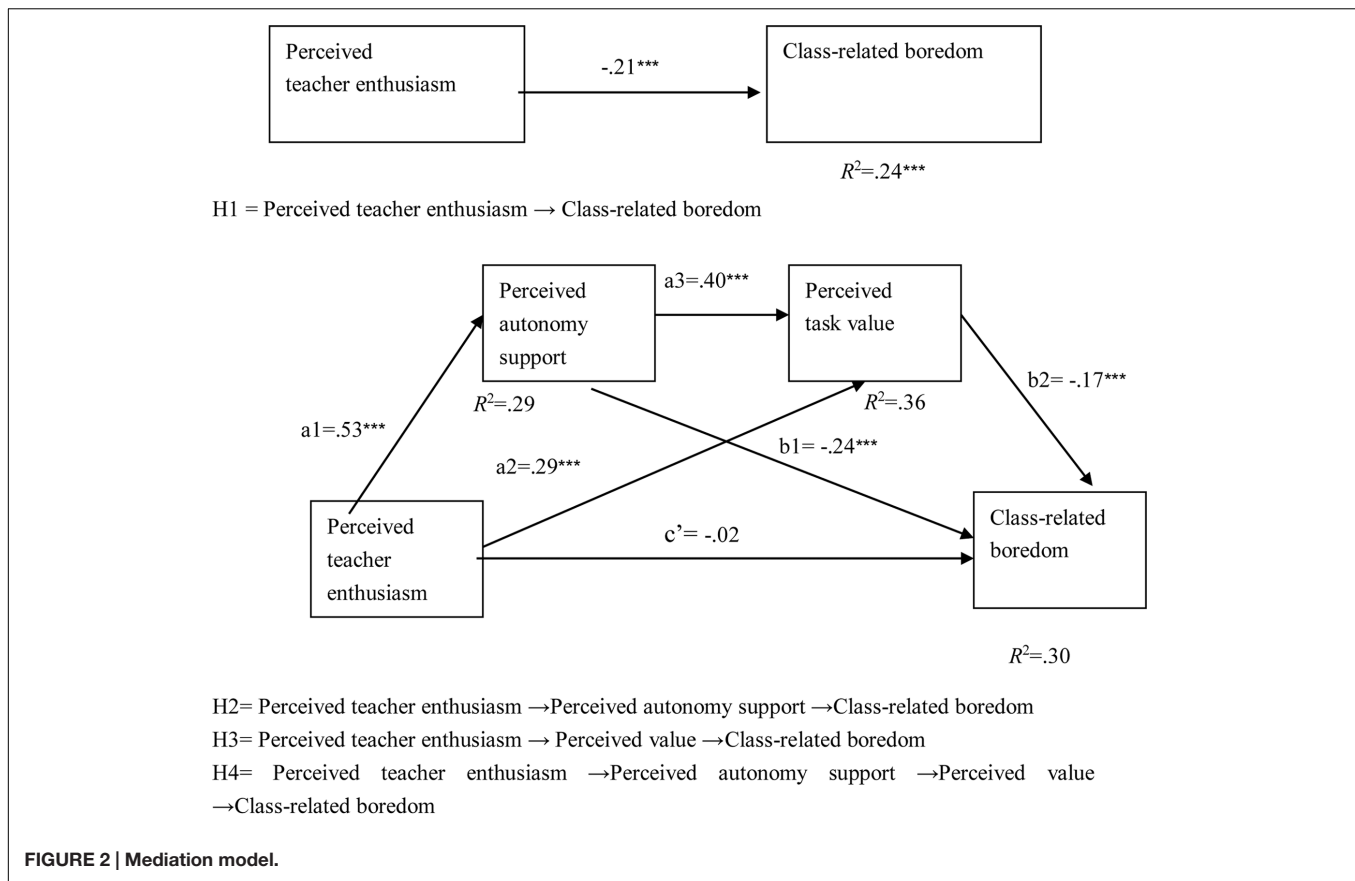 Perceived
teacher enthusiasm
-.21***
Class-related boredom
R²=.24***
H1 = Perceived teacher enthusiasm → Class-related boredom
Perceived
autonomy
support
a3=.40***
Perceived
task value
R²=.29
R²=.36
b2= -.17***
a1=.53***
a2=.29***
b1= -.24***
Perceived
teacher
enthusiasm
c’= -.02
Class-related
boredom
R²=.30
H2= Perceived teacher enthusiasm →Perceived autonomy support →Class-related boredom
H3= Perceived teacher enthusiasm → Perceived value →Class-related boredom
H4= Perceived teacher enthusiasm →Perceived autonomy support →Perceived value
→Class-related boredom
FIGURE 2 | Mediation model.